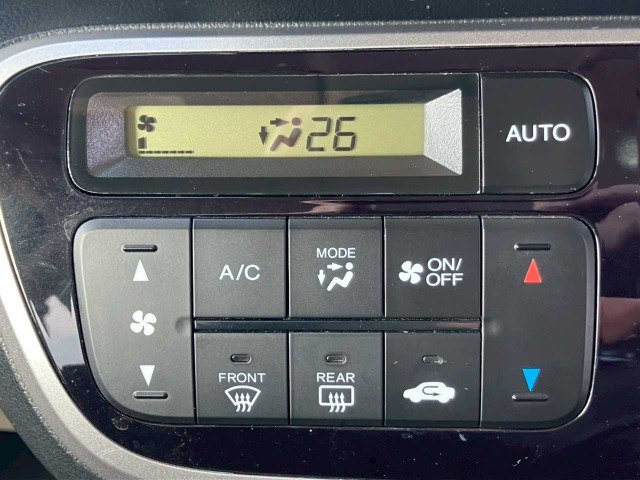 26
AUTO
A/C
MODE
ON/
OFF
FRONT
REAR